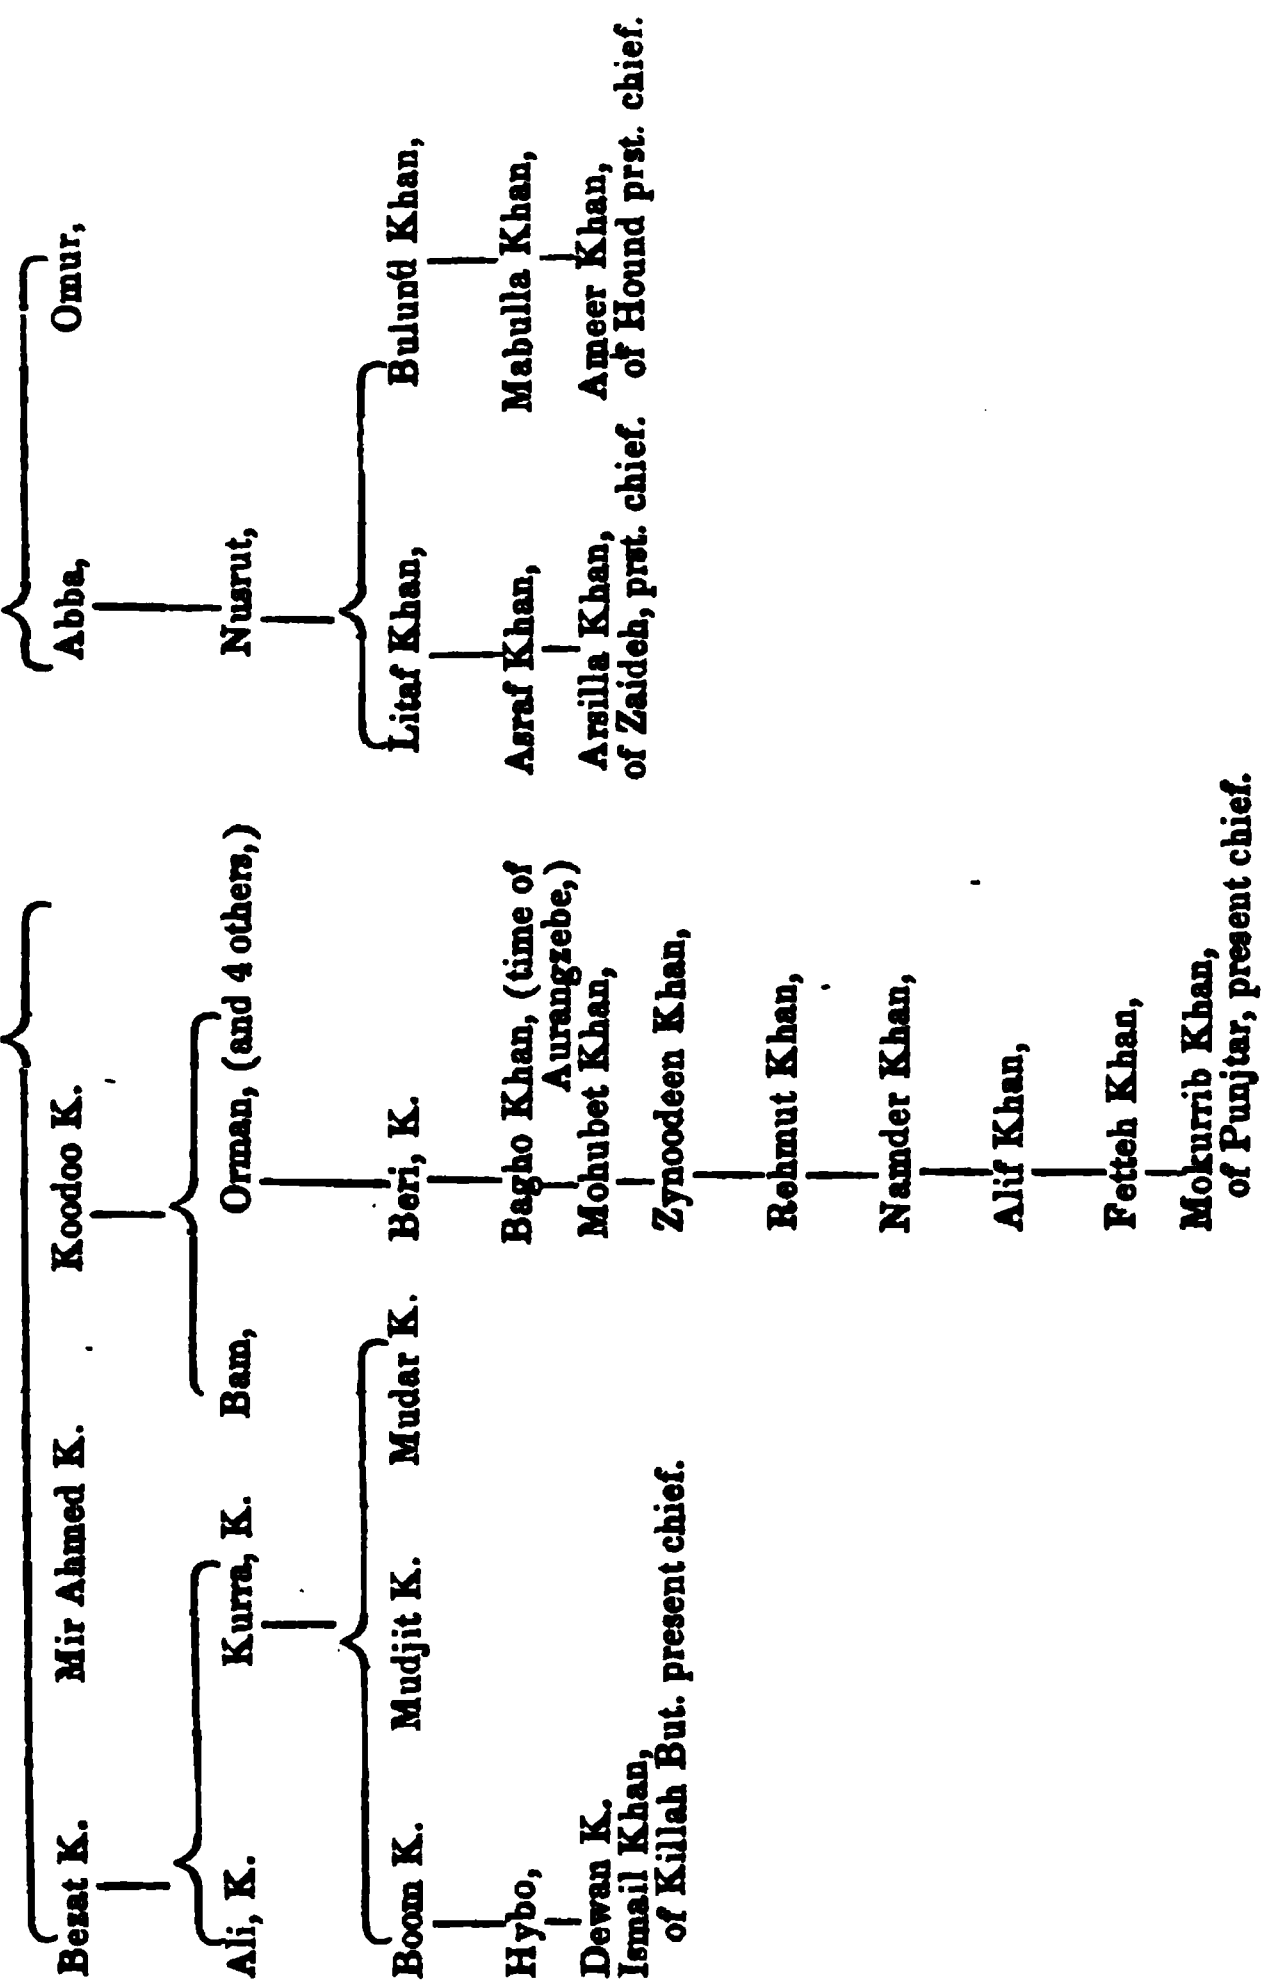 Bezat K. Mir Ahmed K. Koodoo K. Abba, Omur,
Ali, K. Kurra, K. Bam, Orman, (and 4 others,) Nusrut,
Boom K. Mudjit K. Mudar K. Beri, K. Litaf Khan, Bulund Khan,
Hybo, Bagho Khan, (time of Asraf Khan, Mabulla Khan,
Aurangzebe,)
Dewan K. Mohubet Khan, Arsilla Khan, Ameer Khan,
Ismail Khan, of Zaideh, prst. chief. of Hound prst. chief.
of Killah But. present chief. Zynoodeen Khan,
Rehmut Khan,
Namder Khan,
Alif Khan,
Fetteh Khan,
Mokurrib Khan,
of Punjtar, present chief.